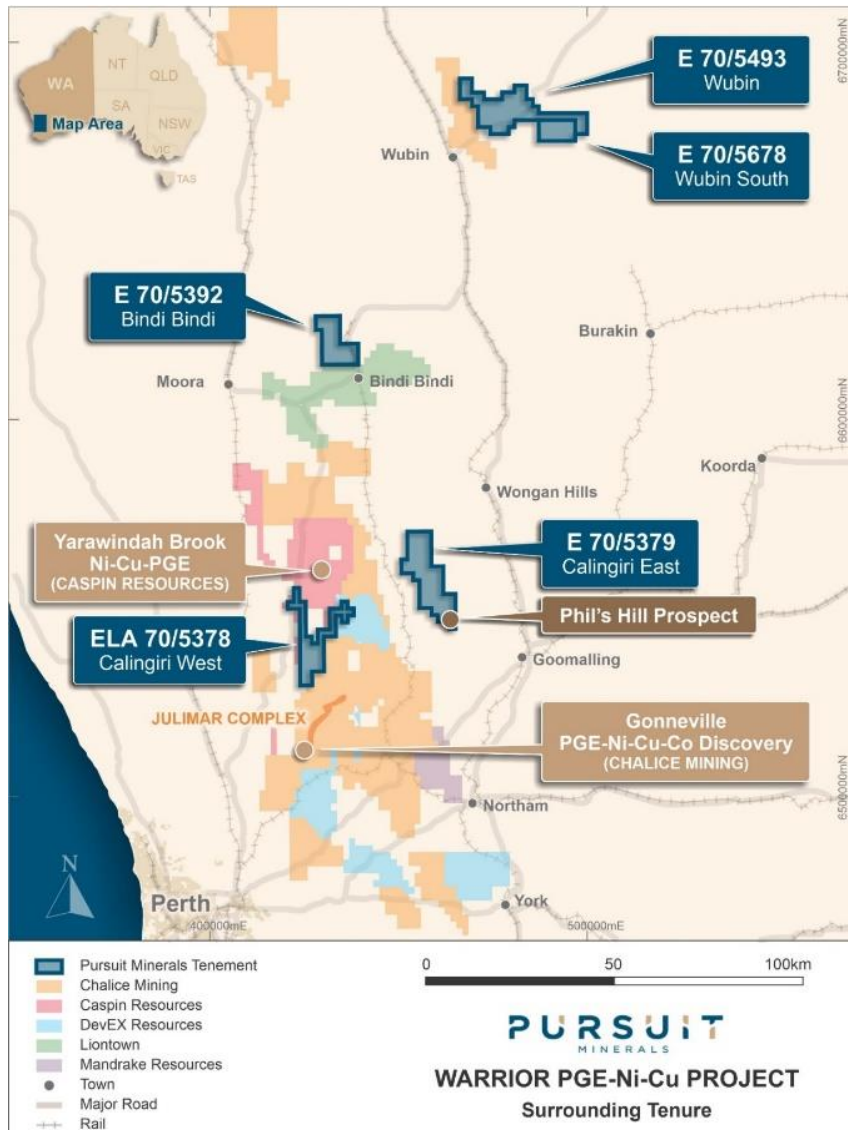 WA
NT
QLD
SA
NSW
VIC
TAS
Map Area
6700000mN
E 70/5493
Wubin
Wubin
E 70/5678
Wubin South
E 70/5392
Bindi Bindi
Burakin
Moora
Bindi Bindi
6600000mN
Koorda
Wongan Hills
Yarawindah Brook
Ni-Cu-PGE
(CASPIN RESOURCES)
E 70/5379
Calingiri East
Phil's Hill Prospect
ELA 70/5378
Calingiri West
Goomalling
JULIMAR COMPLEX
Gonneville
PGE-Ni-Cu-Co Discovery
(CHALICE MINING)
6500000mN
Northam
N
Perth
York
400000mE
500000mE
Pursuit Minerals Tenement
Chalice Mining
Caspin Resources
DevEX Resources
Liontown
Mandrake Resources
Town
Major Road
Rail
0 50 100km
PURSUIT
MINERALS
WARRIOR PGE-Ni-Cu PROJECT
Surrounding Tenure